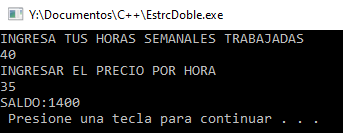 Y:\Documentos\C++\EstrcDoble.exe
INGRESA TUS HORAS SEMANALES TRABAJADAS
40
INGRESAR EL PRECIO POR HORA
35
SALDO:1400
Presione una tecla para continuar . . .